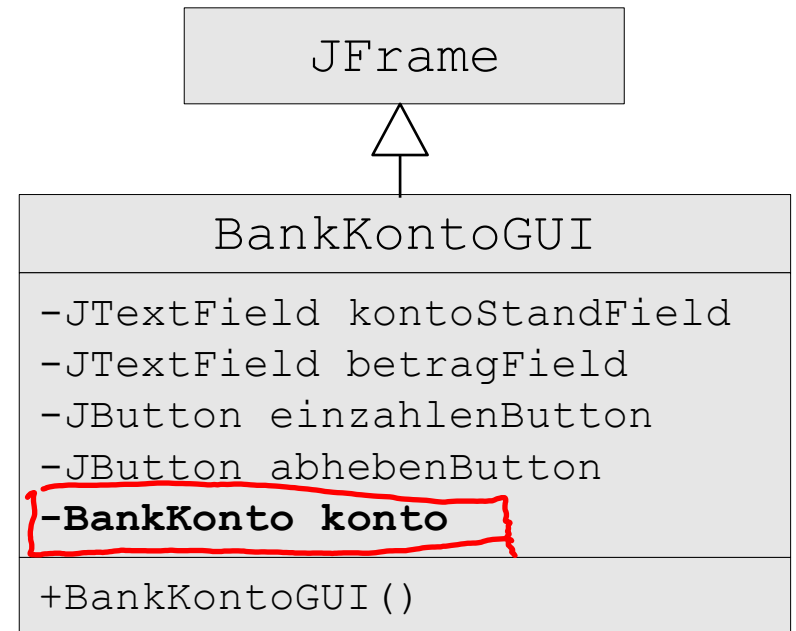 JFrame
BankKontoGUI
-JTextField kontoStandField
-JTextField betragField
-JButton einzahlenButton
-JButton abhebenButton
-BankKonto konto
+BankKontoGUI()